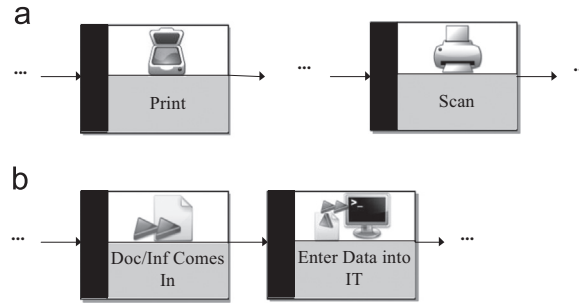 a
... ... ..
Print Scan
b
... ...
>_
Doc/Inf Comes
In
Enter Data into
IT